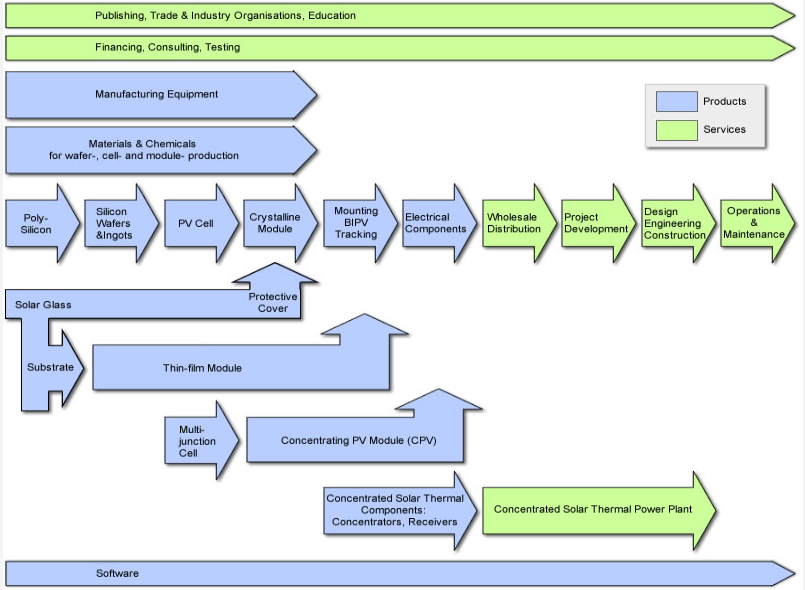 Publishing, Trade & Industry Organisations, Education
Financing, Consulting, Testing
Manufacturing Equipment
Products
Services
Materials & Chemicals
for wafer-, cell- and module- production
Poly-
Silicon
Silicon
Wafers
&Ingots
PV Cell
Crystalline
Module
Mounting
BIPV
Tracking
Electrical
Components
Wholesale
Distribution
Project
Development
Design
Engineering
Construction
Operations
&
Maintenance
Solar Glass
Protective
Cover
Substrate
Thin-film Module
Multi-
junction
Cell
Concentrating PV Module (CPV)
Concentrated Solar Thermal
Components:
Concentrators, Receivers
Concentrated Solar Thermal Power Plant
Software